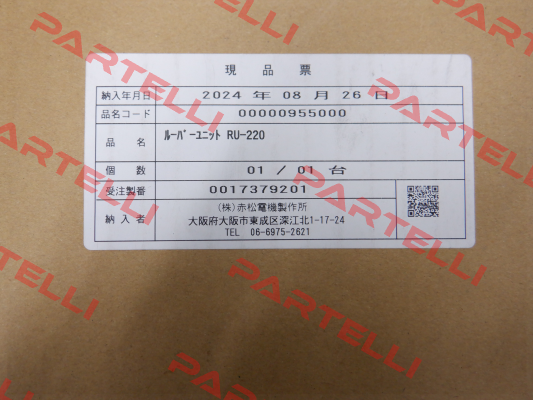 現品票
納入年月日 2024 年 08 月 26 日
品名コード 00000955000
品名 ルーバーユニット RU-220
個数 01 / 01 台
受注製番 0017379201
納入者 (株)赤松電機製作所
大阪府大阪市東成区深江北1-17-24
TEL 06-6975-2621
PARTELLI
PARTELLI
PARTELLI
PARTELLI
PARTELLI
PARTELLI